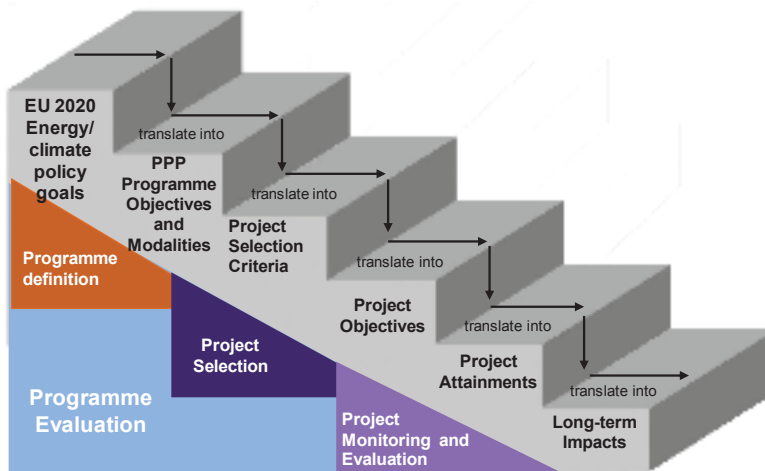 EU 2020
Energy/
climate
policy
goals
translate into
PPP
Programme
Objectives
and
Modalities
translate into
Project
Selection
Criteria
translate into
Project
Objectives
translate into
Project
Attainments
translate into
Long-term
Impacts
Programme
definition
Project
Selection
Programme
Evaluation
Project
Monitoring and
Evaluation